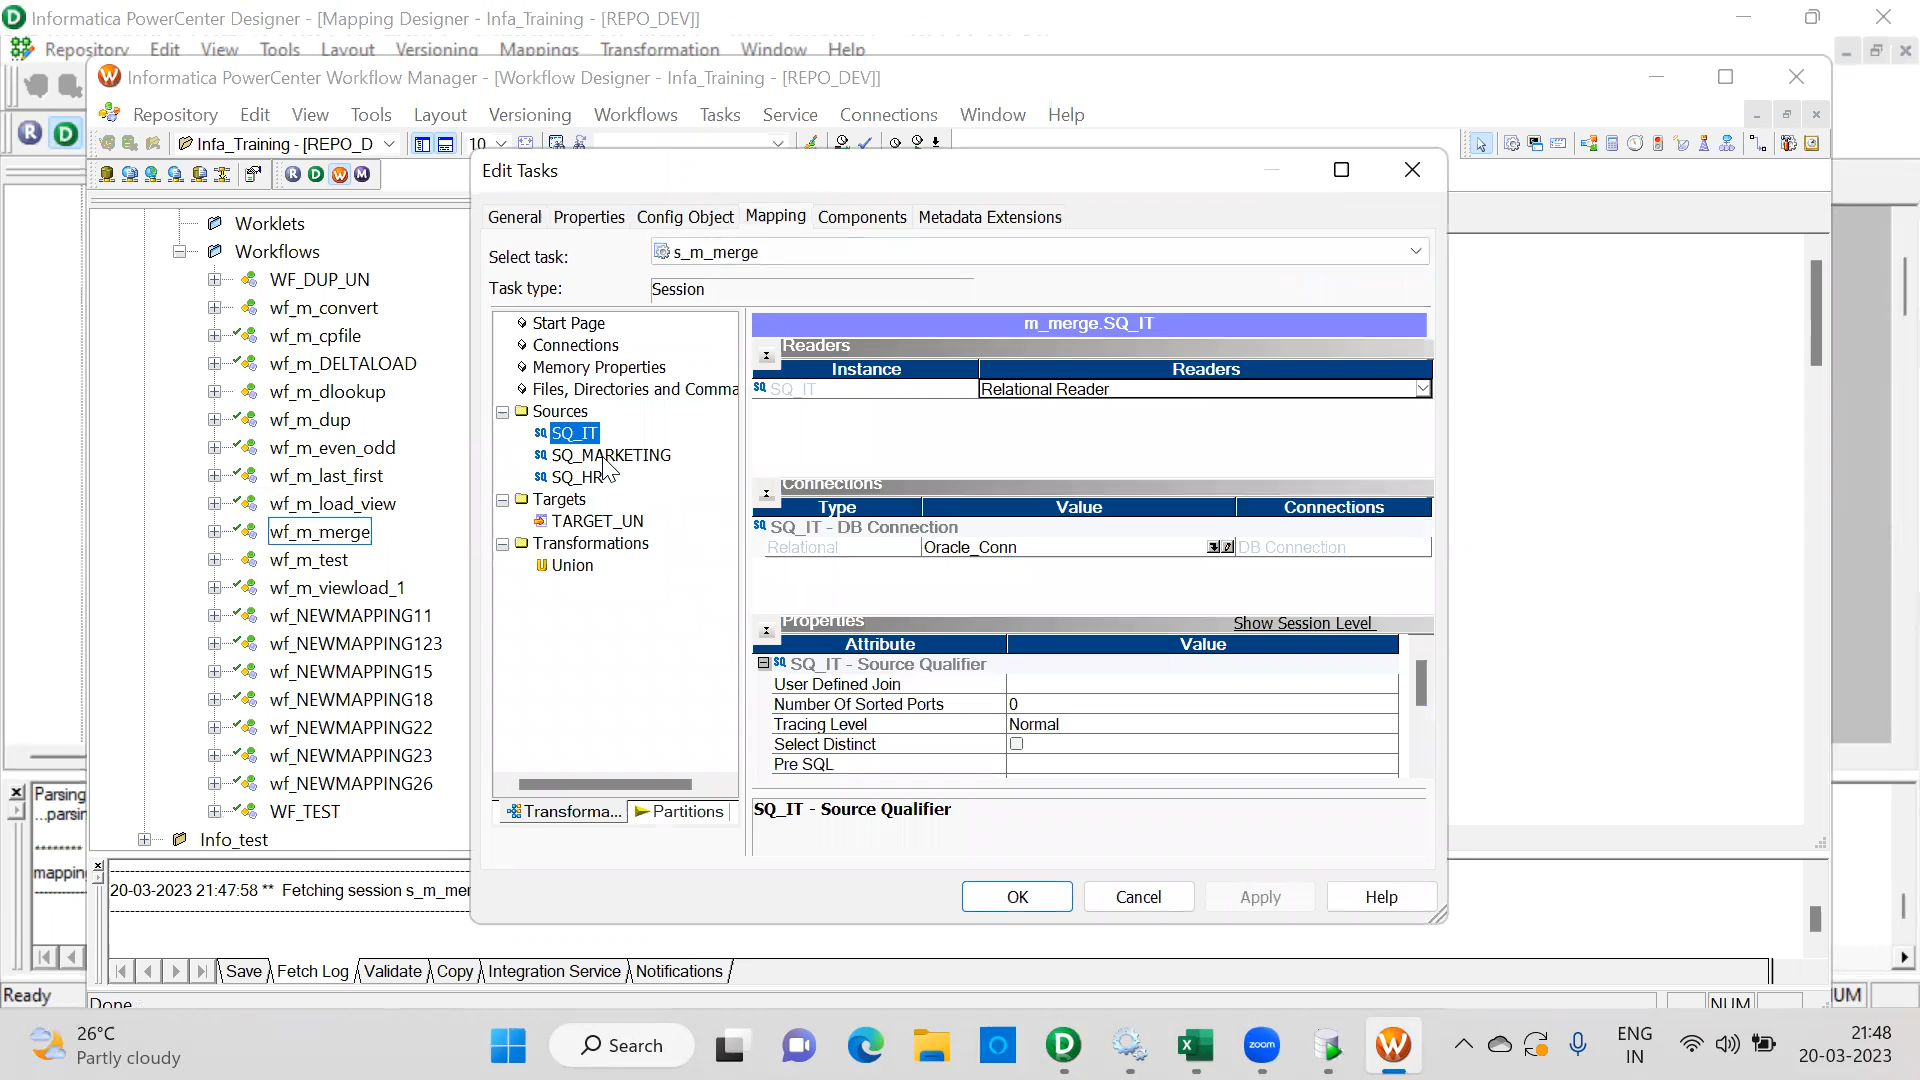 Informatica PowerCenter Designer - [Mapping Designer - Infa_Training - [REPO_DEV]]
Repository Edit View Tools Layout Versioning Mappings Transformation Window Help
Informatica PowerCenter Workflow Manager - [Workflow Designer - Infa_Training - [REPO_DEV]]
Repository Edit View Tools Layout Versioning Workflows Tasks Service Connections Window Help
Infa_Training - [REPO_D
10
Worklets
Workflows
WF_DUP_UN
wf_m_convert
wf_m_cpfile
wf_m_DELTALOAD
wf_m_dlookup
wf_m_dup
wf_m_even_odd
wf_m_last_first
wf_m_load_view
wf_m_merge
wf_m_test
wf_m_viewload_1
wf_NEWMAPPING11
wf_NEWMAPPING123
wf_NEWMAPPING15
wf_NEWMAPPING18
wf_NEWMAPPING22
wf_NEWMAPPING23
wf_NEWMAPPING26
WF_TEST
Info_test
Edit Tasks
General Properties Config Object Mapping Components Metadata Extensions
Select task: s_m_merge
Task type: Session
Start Page
Connections
Memory Properties
Files, Directories and Comma
Sources
SQ_IT
SQ_MARKETING
SQ_HR
Targets
TARGET_UN
Transformations
Union
Transforma... Partitions
m_merge.SQ_IT
Readers
Instance Readers
SQ_IT Relational Reader
Connections
Type Value Connections
SQ_IT - DB Connection
Relational Oracle_Conn DB Connection
Properties Show Session Level
Attribute Value
SQ_IT - Source Qualifier
User Defined Join
Number Of Sorted Ports 0
Tracing Level Normal
Select Distinct
Pre SQL
SQ_IT - Source Qualifier
OK Cancel Apply Help
Parsing
...parsin
********
mapping
20-03-2023 21:47:58 ** Fetching session s_m_mer
Save Fetch Log Validate Copy Integration Service Notifications
Ready
Done
NUM
UM
26°C
Partly cloudy
Search
zoom
ENG
IN
21:48
20-03-2023